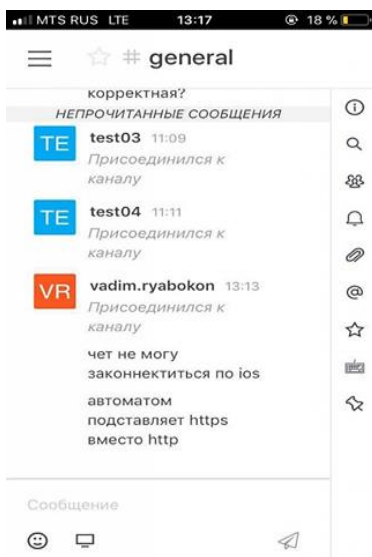 MTS RUS LTE 13:17 18 %
# general
корректная?
НЕПРОЧИТАННЫЕ СООБЩЕНИЯ
TE test03 11:09
Присоединился к
каналу
TE test04 11:11
Присоединился к
каналу
VR vadim.ryabokon 13:13
Присоединился к
каналу
чет не могу
законнектиться по ios
автоматом
подставляет https
вместо http
Сообщение